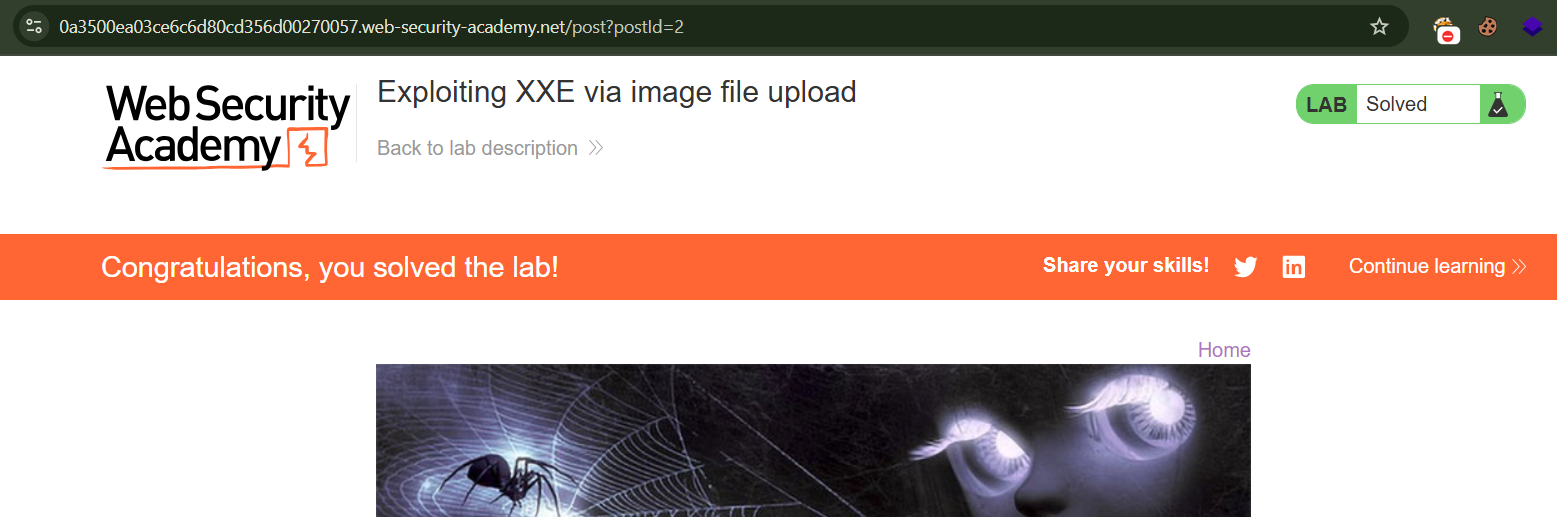 0a3500ea03ce6c6d80cd356d00270057.web-security-academy.net/post?postId=2
Web Security
Academy
Exploiting XXE via image file upload
Back to lab description
LAB Solved
Congratulations, you solved the lab!
Share your skills!
Continue learning
Home